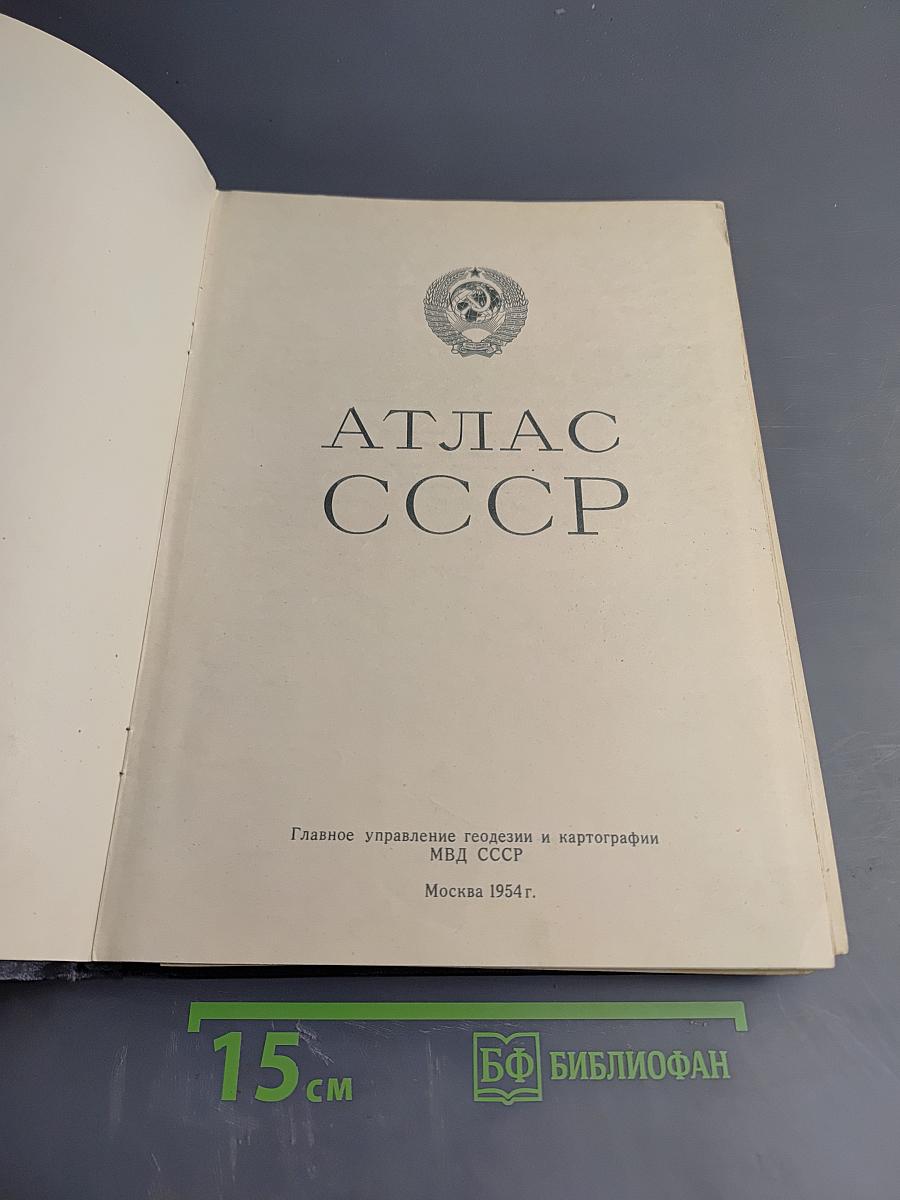 АТЛАС
СССР
Главное управление геодезии и картографии
МВД СССР
Москва 1954 г.
15 см
БФ БИБЛИОФАН